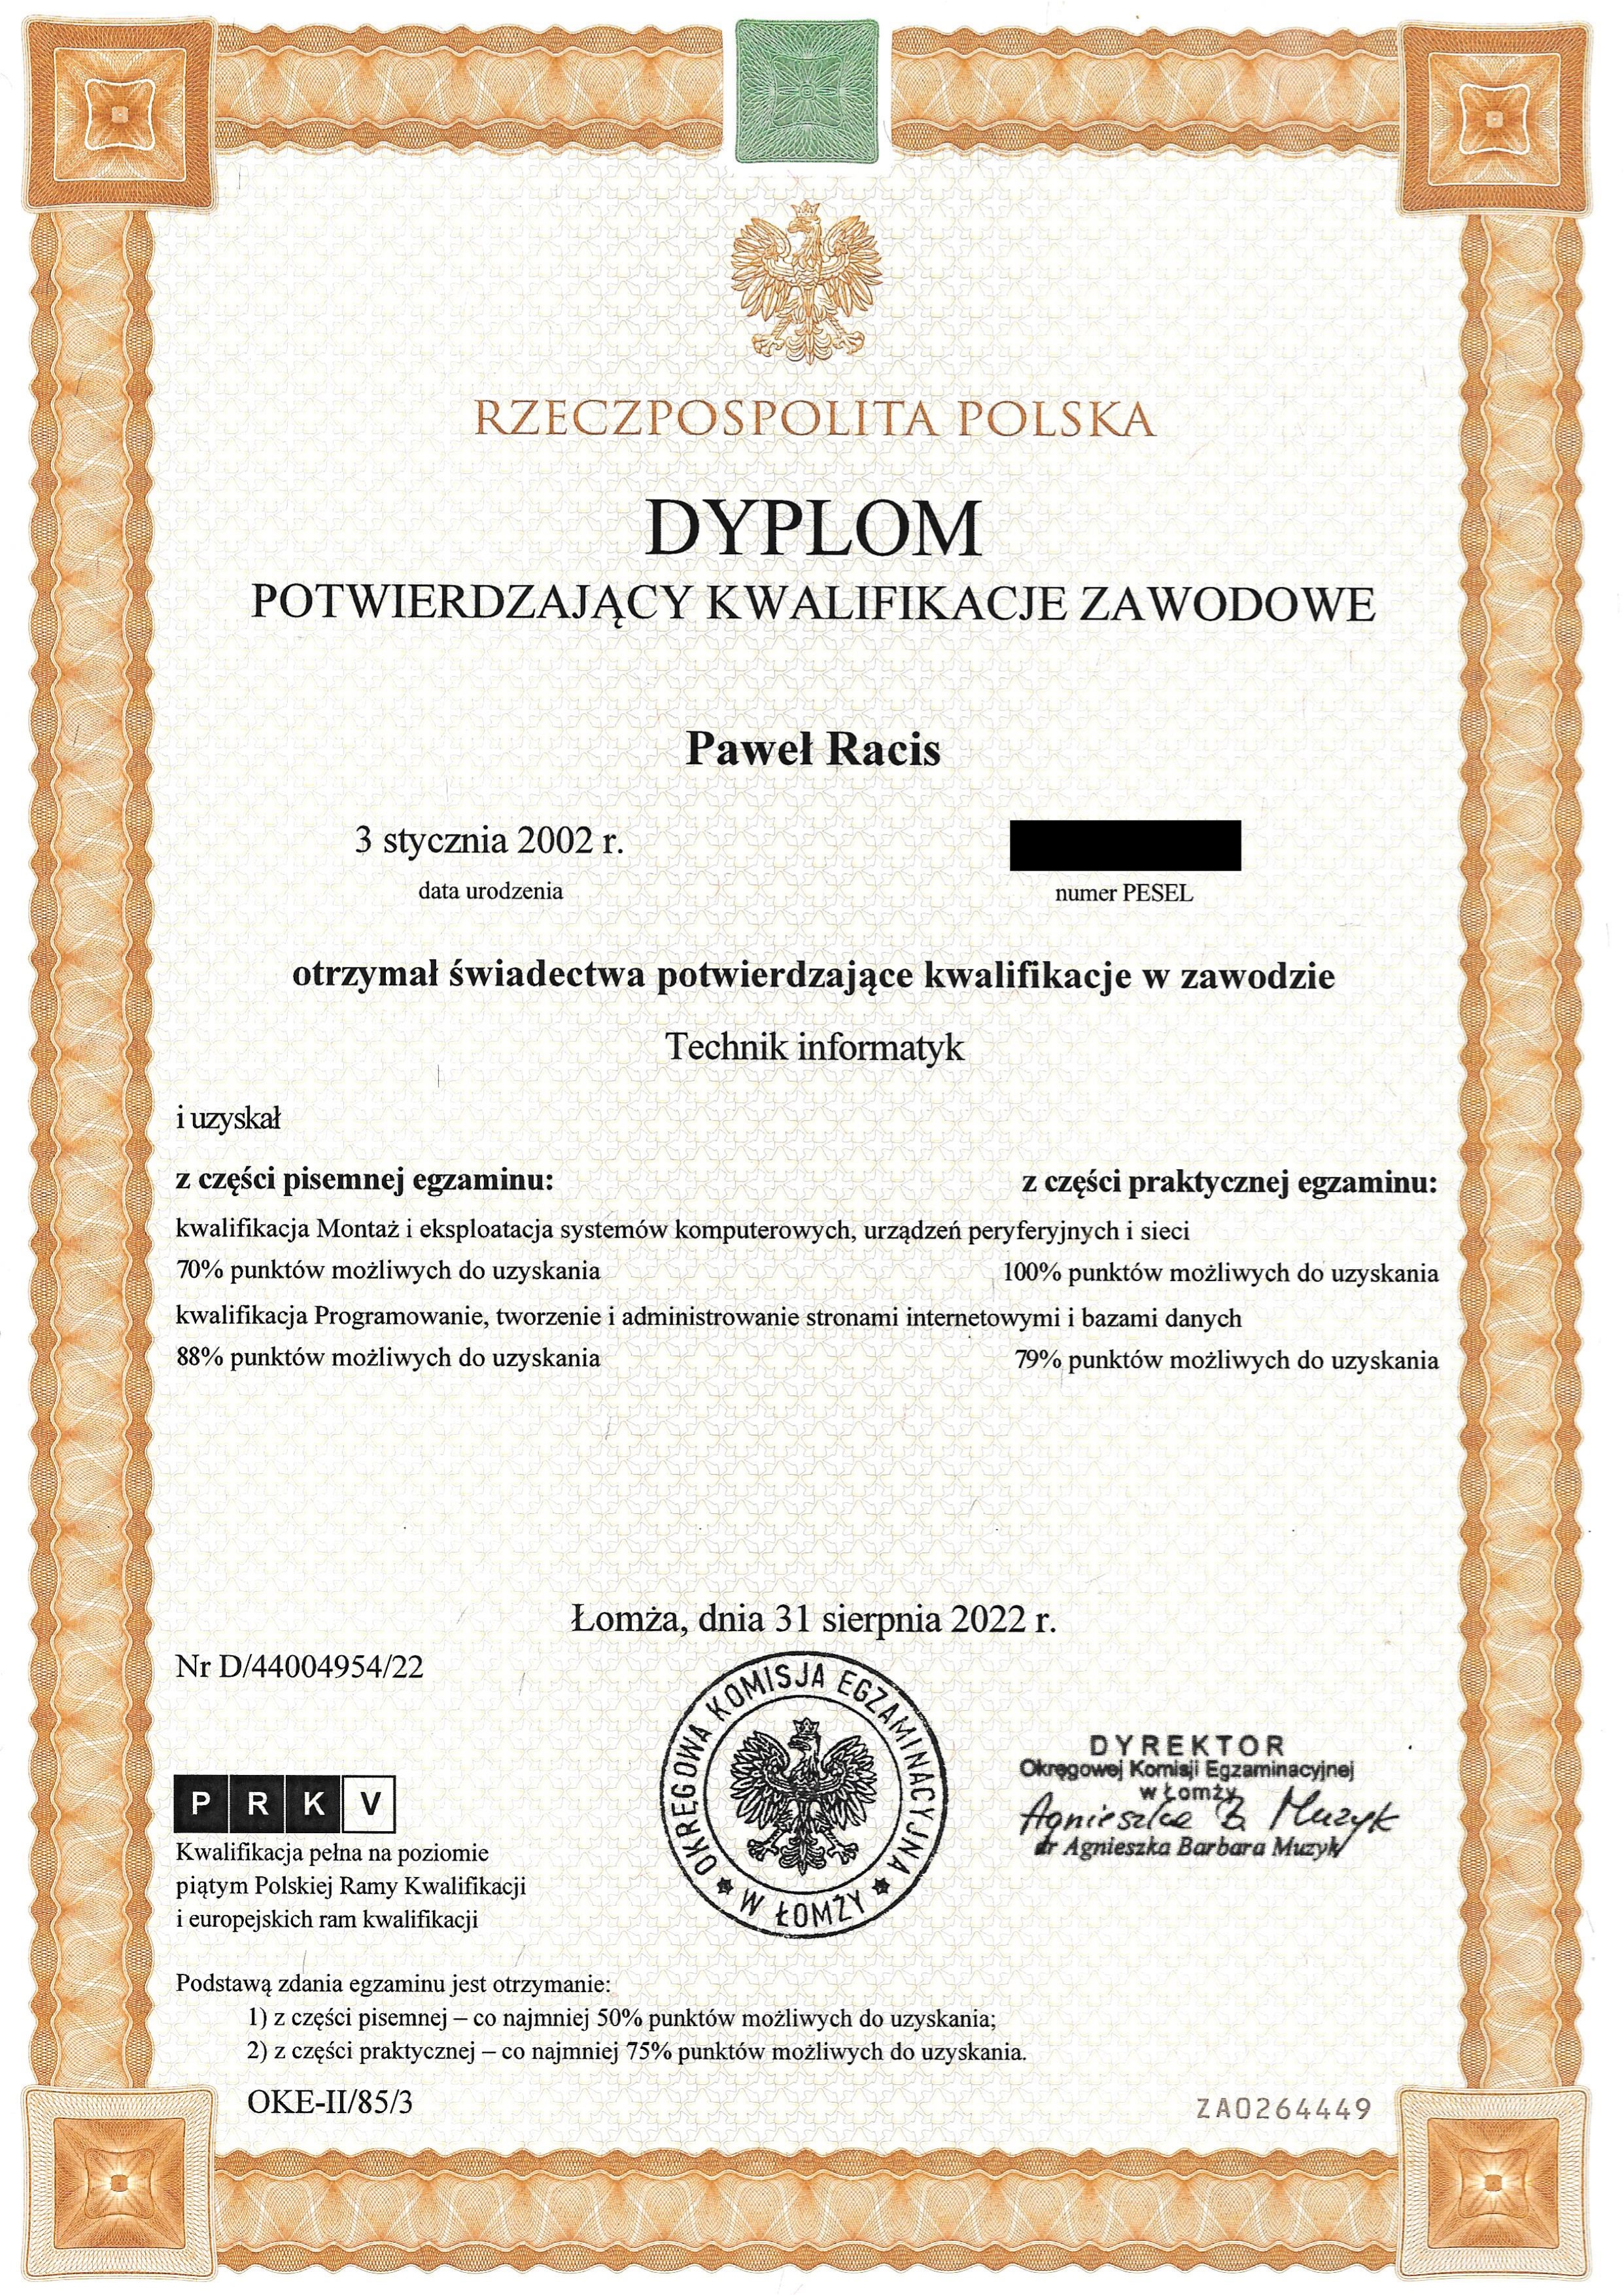 RZECZPOSPOLITA POLSKA
DYPLOM
POTWIERDZAJĄCY KWALIFIKACJE ZAWODOWE
Paweł Racis
3 stycznia 2002 r.
data urodzenia
numer PESEL
otrzymał świadectwa potwierdzające kwalifikacje w zawodzie
Technik informatyk
i uzyskał
z części pisemnej egzaminu: z części praktycznej egzaminu:
kwalifikacja Montaż i eksploatacja systemów komputerowych, urządzeń peryferyjnych i sieci
70% punktów możliwych do uzyskania 100% punktów możliwych do uzyskania
kwalifikacja Programowanie, tworzenie i administrowanie stronami internetowymi i bazami danych
88% punktów możliwych do uzyskania 79% punktów możliwych do uzyskania
Łomża, dnia 31 sierpnia 2022 r.
Nr D/44004954/22
OKRĘGOWA KOMISJA EGZAMINACYJNA
W ŁOMŻY
DYREKTOR
Okręgowej Komisji Egzaminacyjnej
w Łomży
Agnieszka B. Muzyk
dr Agnieszka Barbara Muzyk
P R K V
Kwalifikacja pełna na poziomie
piątym Polskiej Ramy Kwalifikacji
i europejskich ram kwalifikacji
Podstawą zdania egzaminu jest otrzymanie:
1) z części pisemnej – co najmniej 50% punktów możliwych do uzyskania;
2) z części praktycznej – co najmniej 75% punktów możliwych do uzyskania.
OKE-II/85/3
ZA0264449